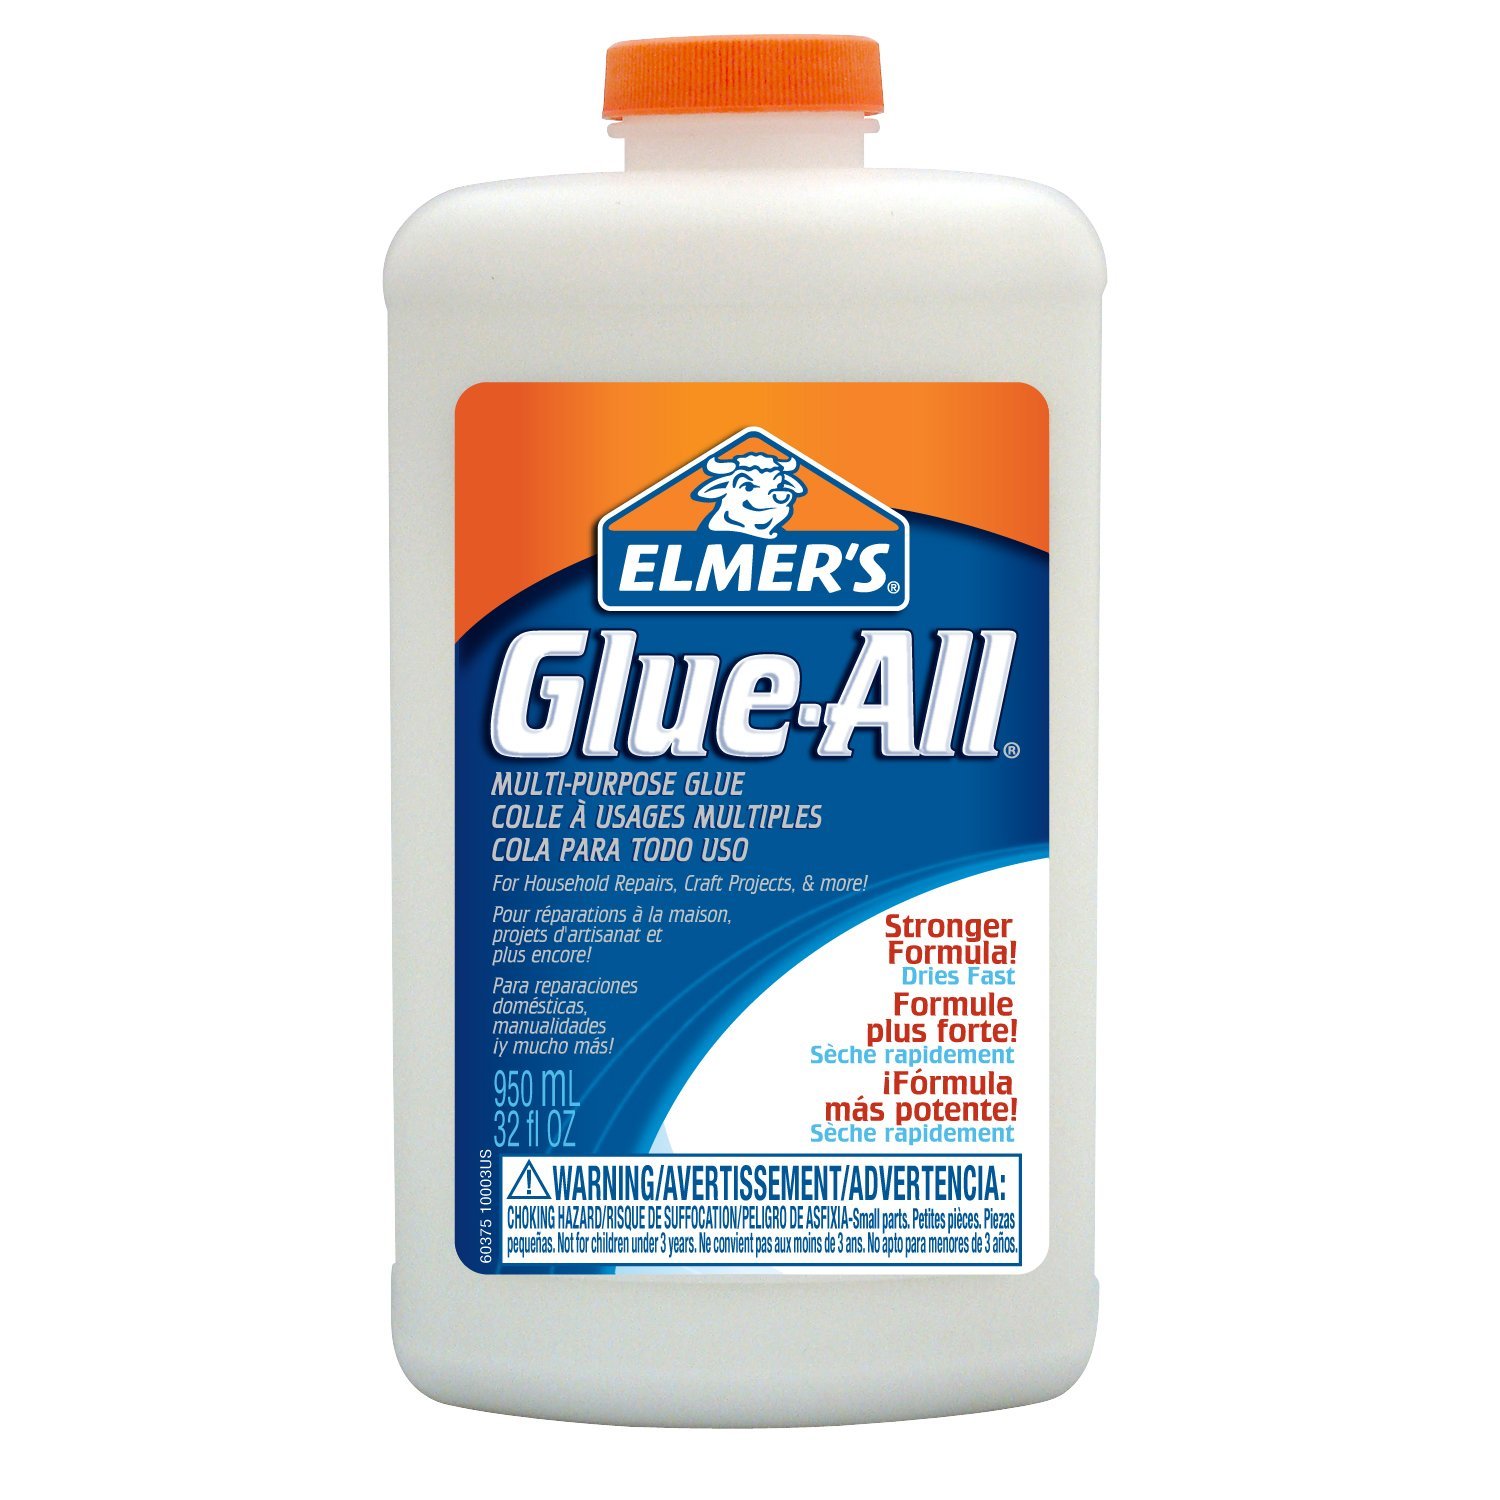 ELMER'S®
Glue-All®
MULTI-PURPOSE GLUE
COLLE À USAGES MULTIPLES
COLA PARA TODO USO
For Household Repairs, Craft Projects, & more!
Pour réparations à la maison,
projets d'artisanat et
plus encore!
Para reparaciones
domésticas,
manualidades
¡y mucho más!
950 mL
32 fl OZ
Stronger
Formula!
Dries Fast
Formule
plus forte!
Sèche rapidement
¡Fórmula
más potente!
Sèche rapidement
60375 10003US
WARNING/AVERTISSEMENT/ADVERTENCIA:
CHOKING HAZARD/RISQUE DE SUFFOCATION/PELIGRO DE ASFIXIA-Small parts. Petites pièces. Piezas
pequeñas. Not for children under 3 years. Ne convient pas aux moins de 3 ans. No apto para menores de 3 años.